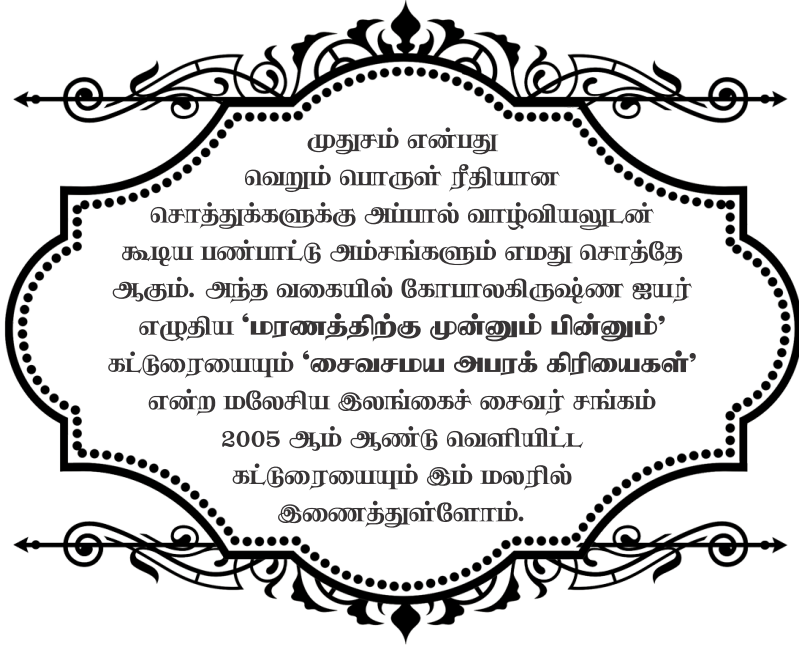 முதுசம் என்பது
வெறும் பொருள் ரீதியான
சொத்துக்களுக்கு அப்பால் வாழ்வியலுடன்
கூடிய பண்பாட்டு அம்சங்களும் எமது சொத்தே
ஆகும். அந்த வகையில் கோபாலகிருஷ்ண ஐயர்
எழுதிய ‘மரணத்திற்கு முன்னும் பின்னும்’
கட்டுரையையும் ‘சைவசமய அபரக் கிரியைகள்’
என்ற மலேசிய இலங்கைச் சைவர் சங்கம்
2005 ஆம் ஆண்டு வெளியிட்ட
கட்டுரையையும் இம் மலரில்
இணைத்துள்ளோம்.